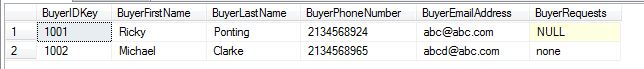 BuyerIDKey BuyerFirstName BuyerLastName BuyerPhoneNumber BuyerEmailAddress BuyerRequests
1 1001 Ricky Ponting 2134568924 abc@abc.com NULL
2 1002 Michael Clarke 2134568965 abcd@abc.com none